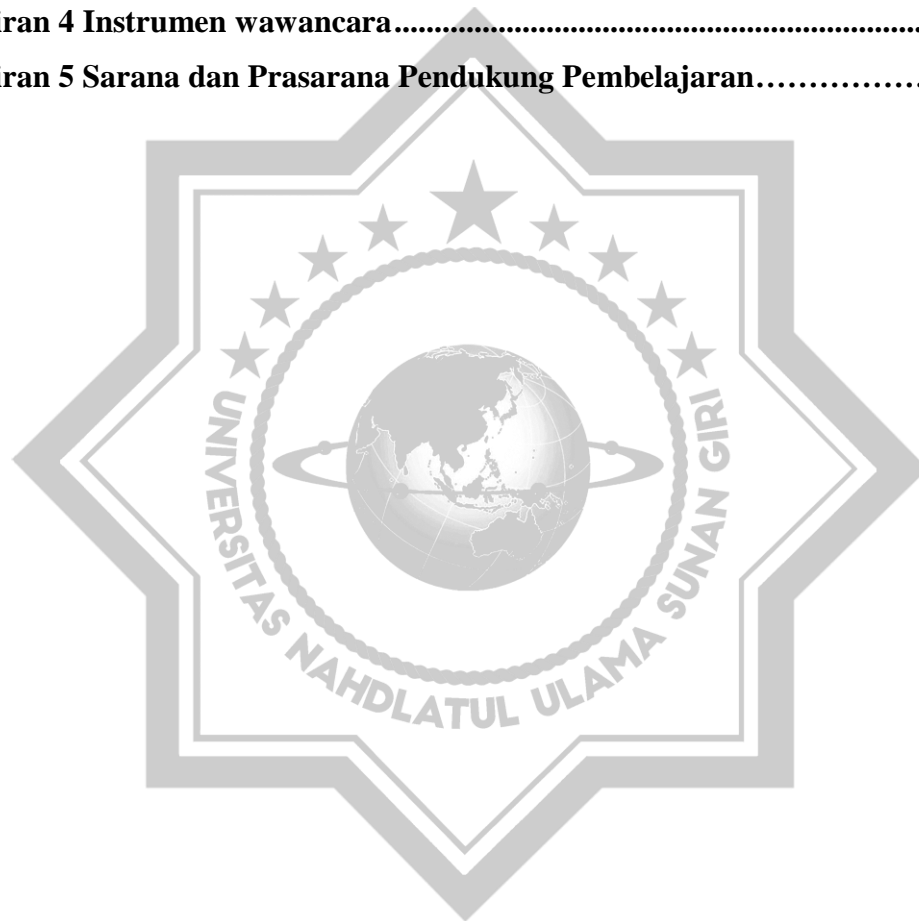 iran 4 Instrumen wawancara................................................................
iran 5 Sarana dan Prasarana Pendukung Pembelajaran………………
UNIVERSITAS NAHDLATUL ULAMA SUNAN GIRI